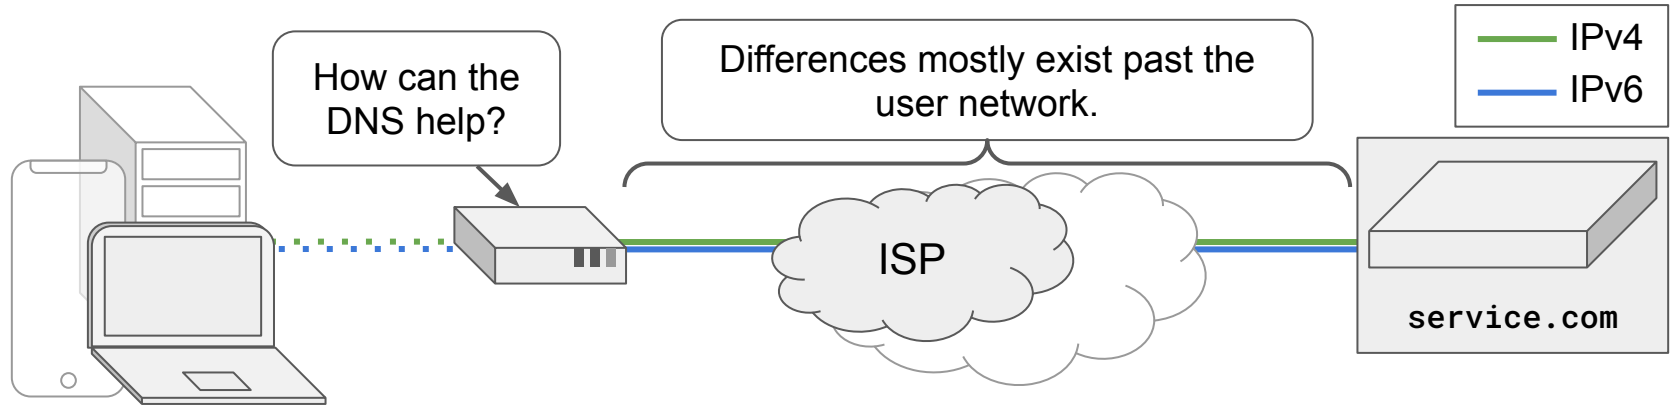 How can the
DNS help?
Differences mostly exist past the
user network.
IPv4
IPv6
ISP
service.com